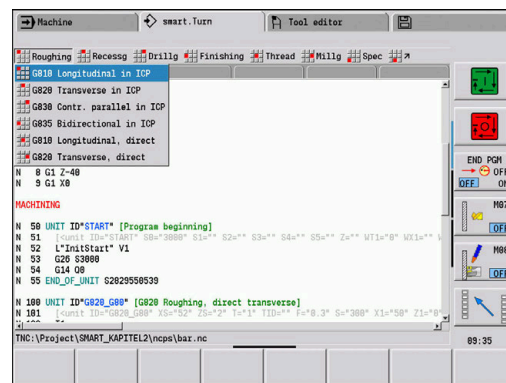 Machine
smart.Turn
Tool editor
Roughing Recessg Drillg Finishing Thread Millg Spec
G810 Longitudinal in ICP
G820 Transverse in ICP
G830 Contr. parallel in ICP
G835 Bidirectional in ICP
G810 Longitudinal, direct
G820 Transverse, direct
N 8 G1 Z-40
N 9 G1 X0
MACHINING
N 50 UNIT ID"START" [Program beginning]
N 51 [<unit ID="START" S0="3000" S1="" S2="" S3="" S4="" S5="" Z="" WT1="0" WX1=""
N 52 L"InitStart" V1
N 53 G26 S3000
N 54 G14 Q0
N 55 END_OF_UNIT S2029550539
N 100 UNIT ID"G820_G80" [G820 Roughing, direct transverse]
N 101 [<unit ID="G820_G80" XS="52" ZS="2" T="1" TID="" F="0.3" S="300" X1="50" Z1="0"
TNC:\Project\SMART_KAPITEL2\ncps\bar.nc
END PGM
OFF
OFF ON
M07
OFF
OFF
09:35